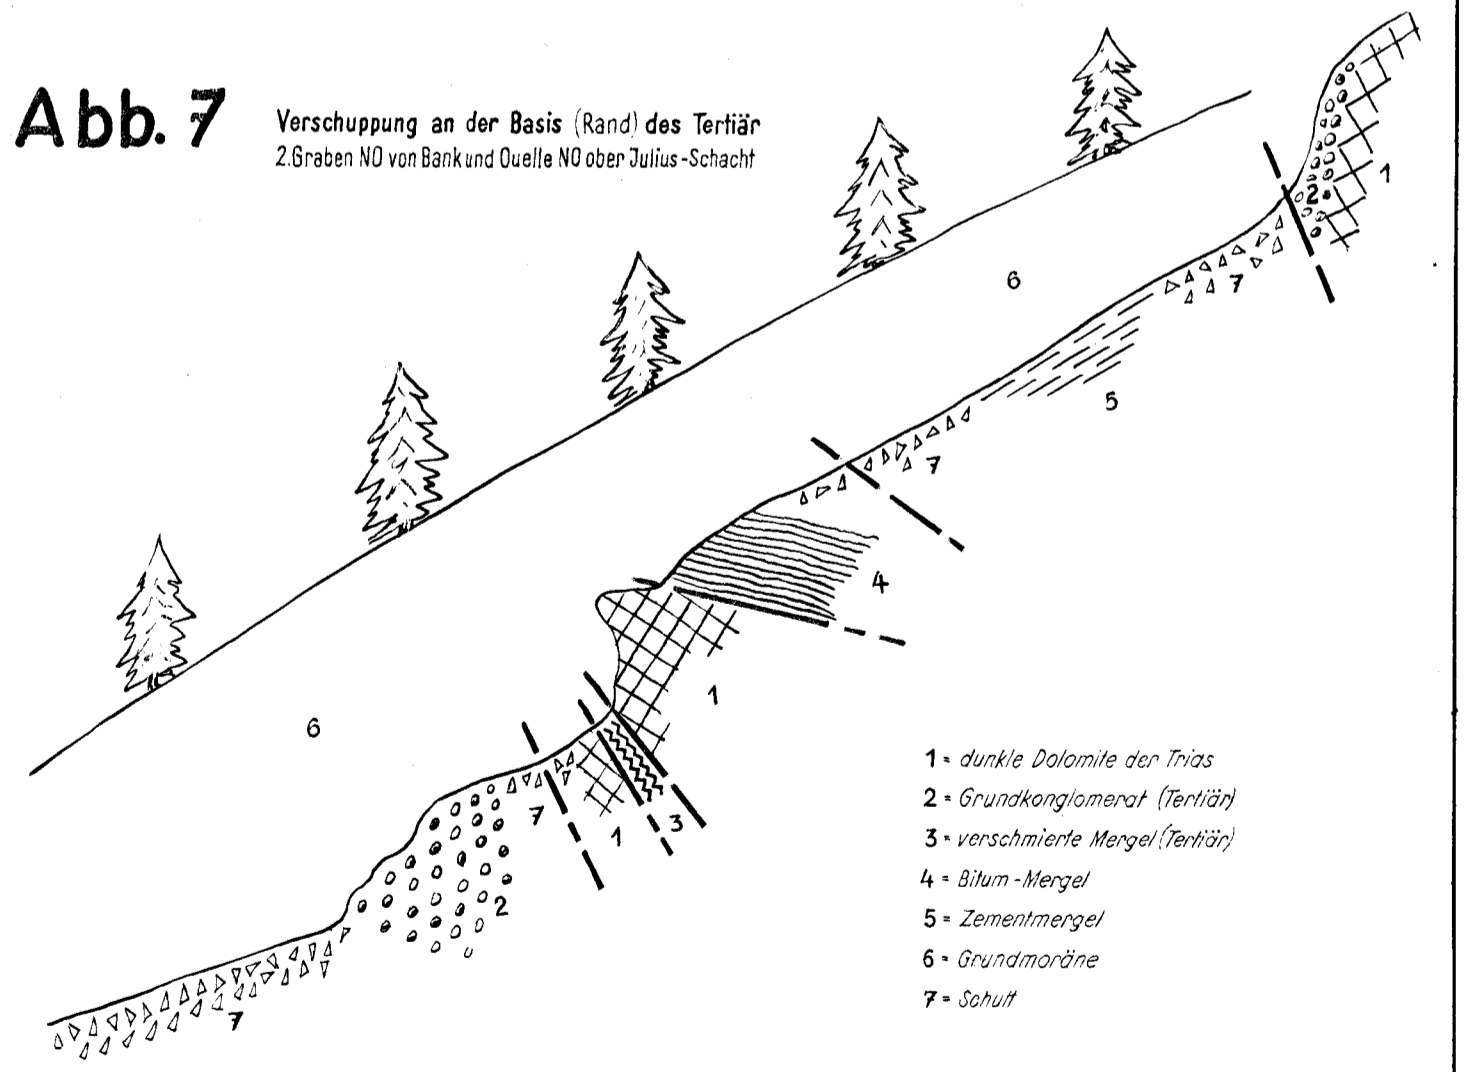 Abb. 7
Verschuppung an der Basis (Rand) des Tertiär
2.Graben NO von Bank und Quelle NO ober Julius-Schacht
1
2
6
7
5
7
4
1
6
7
1
3
2
7
1 = dunkle Dolomite der Trias
2 = Grundkonglomerat (Tertiär)
3 = verschmierte Mergel (Tertiär)
4 = Bitum-Mergel
5 = Zementmergel
6 = Grundmoräne
7 = Schutt